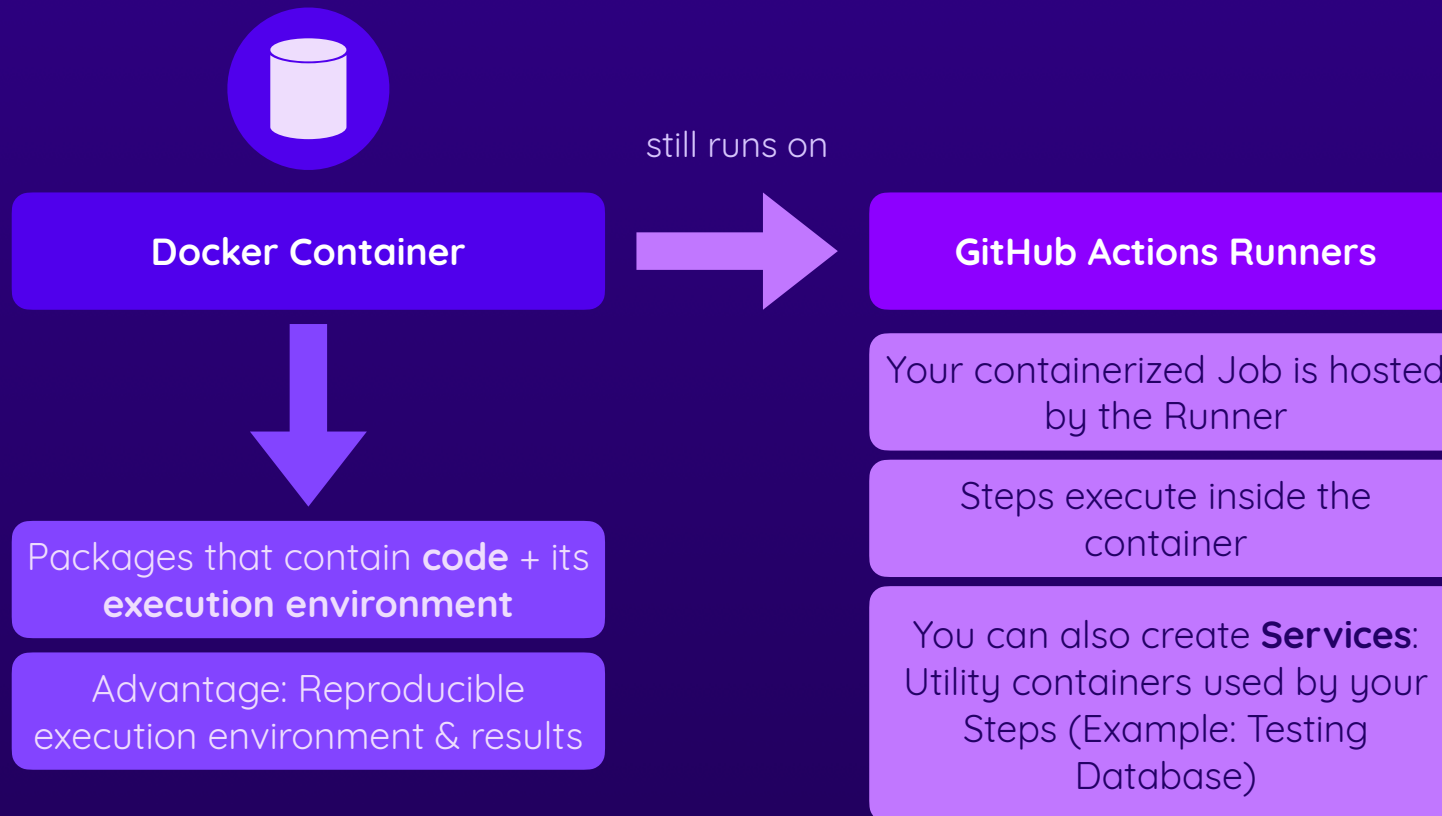 still runs on
Docker Container
GitHub Actions Runners
Packages that contain code + its
execution environment
Advantage: Reproducible
execution environment & results
Your containerized Job is hosted
by the Runner
Steps execute inside the
container
You can also create Services:
Utility containers used by your
Steps (Example: Testing
Database)